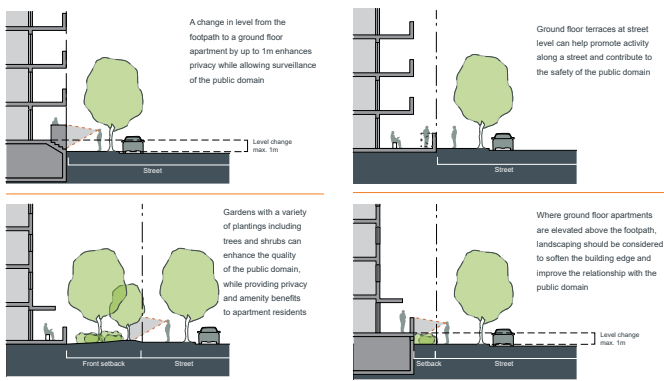 A change in level from the
footpath to a ground floor
apartment by up to 1m enhances
privacy while allowing surveillance
of the public domain
Level change
max. 1m
Street
Ground floor terraces at street
level can help promote activity
along a street and contribute to
the safety of the public domain
Street
Gardens with a variety
of plantings including
trees and shrubs can
enhance the quality
of the public domain,
while providing privacy
and amenity benefits
to apartment residents
Front setback
Street
Where ground floor apartments
are elevated above the footpath,
landscaping should be considered
to soften the building edge and
improve the relationship with the
public domain
Level change
max. 1m
Setback
Street